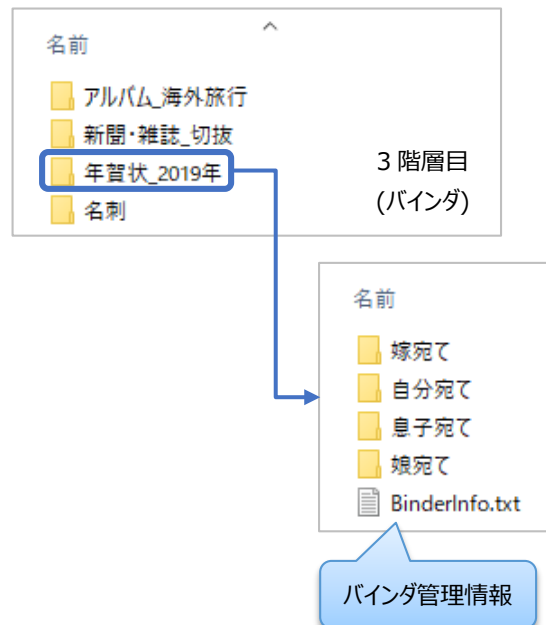 名前
アルバム_海外旅行
新聞・雑誌_切抜
年賀状_2019年
名刺
3階層目
(バインダ)
名前
嫁宛て
自分宛て
息子宛て
娘宛て
BinderInfo.txt
バインダ管理情報